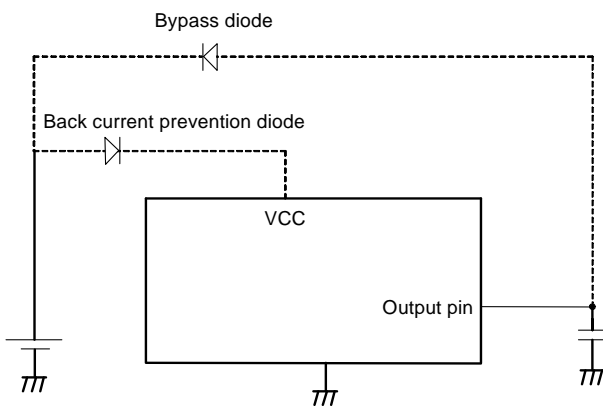 Bypass diode
Back current prevention diode
VCC
Output pin